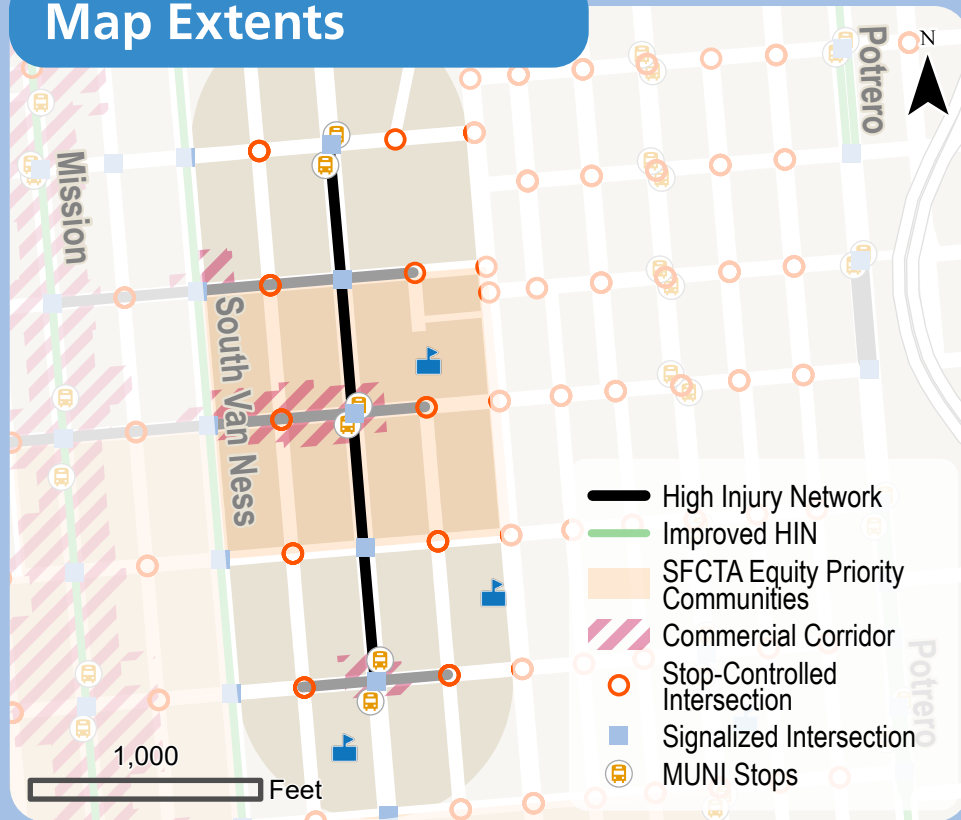 Map Extents
N
Potrero
Mission
South Van Ness
High Injury Network
Improved HIN
SFCTA Equity Priority
Communities
Commercial Corridor
Stop-Controlled
Intersection
Signalized Intersection
MUNI Stops
Potrero
1,000
Feet